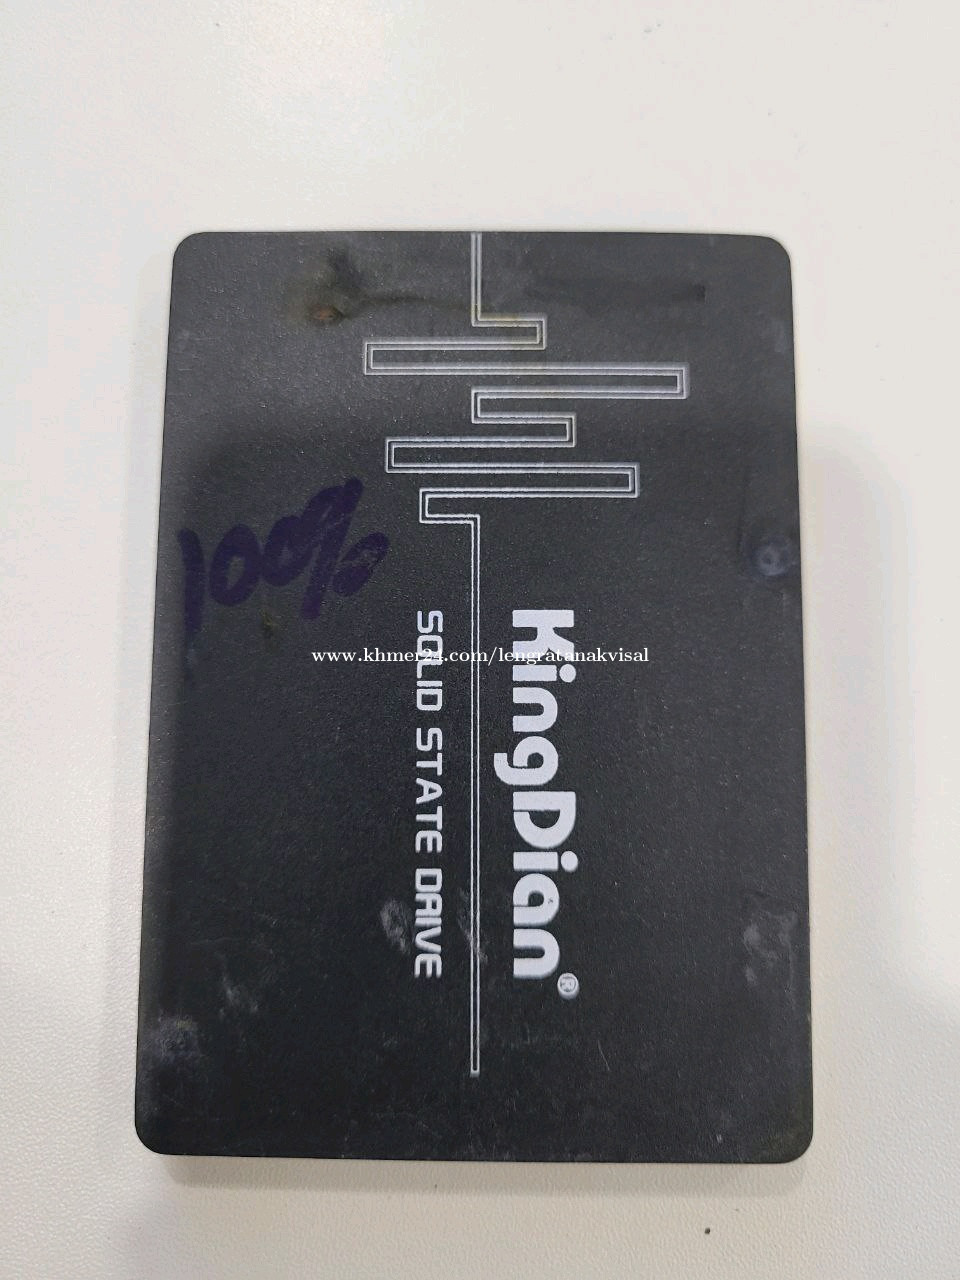 100%
www.khmer24.com/lengratanakvisal
KingDian®
SOLID STATE DRIVE